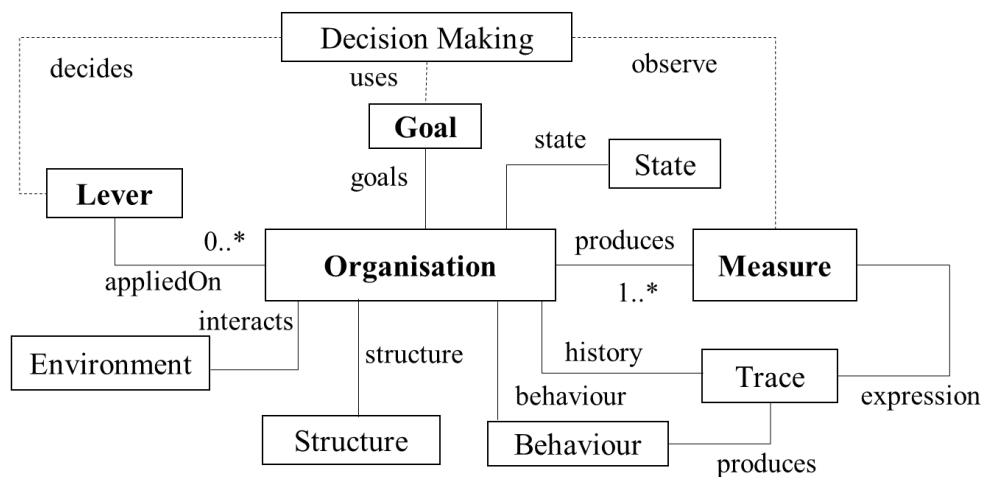 Decision Making
decides
uses
observe
Goal
state
State
goals
Lever
0..*
produces
Organisation
Measure
appliedOn
1..*
interacts
Environment
structure
history
Trace
behaviour
expression
Structure
Behaviour
produces